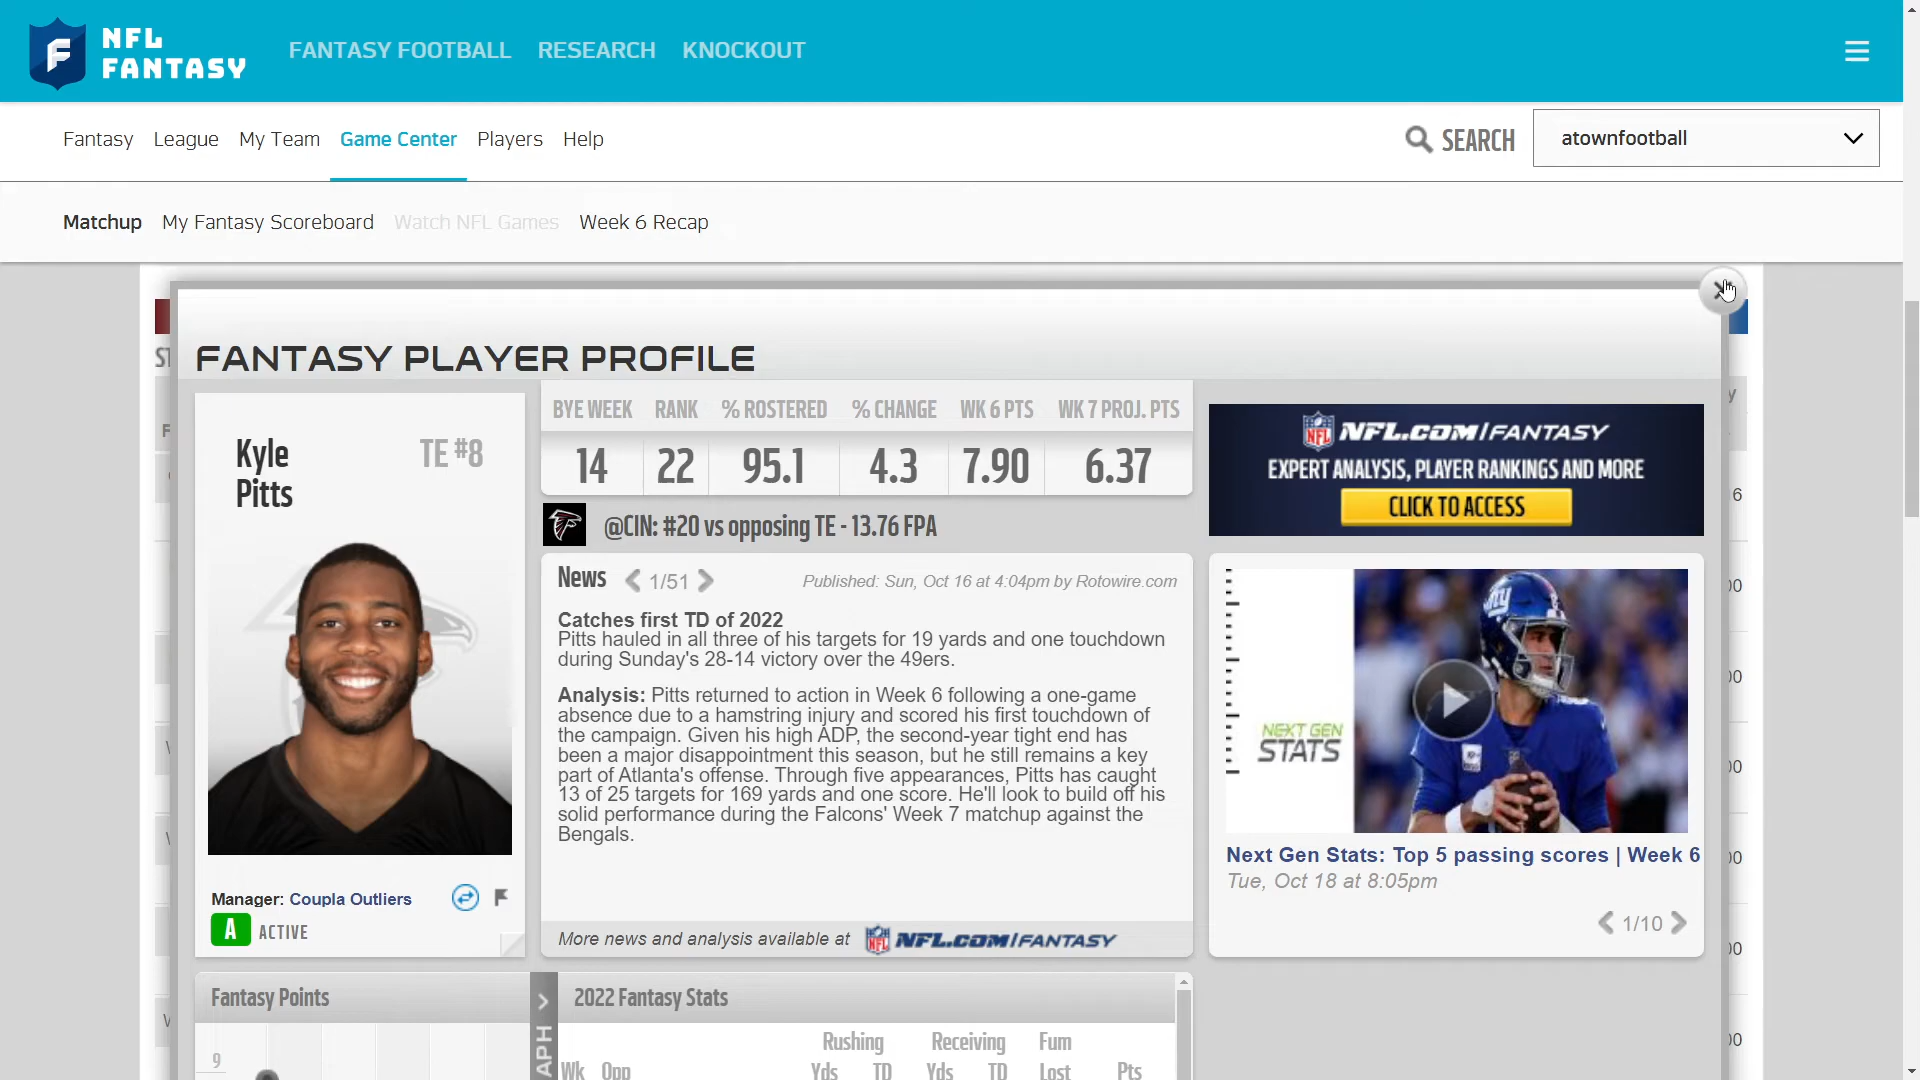 NFL FANTASY
FANTASY FOOTBALL RESEARCH KNOCKOUT
Fantasy League My Team Game Center Players Help
SEARCH
atownfootball
Matchup My Fantasy Scoreboard Watch NFL Games Week 6 Recap
FANTASY PLAYER PROFILE
Kyle Pitts
TE #8
BYE WEEK RANK % ROSTERED % CHANGE WK 6 PTS WK 7 PROJ. PTS
14 22 95.1 4.3 7.90 6.37
@CIN: #20 vs opposing TE - 13.76 FPA
NFL.COM/FANTASY
EXPERT ANALYSIS, PLAYER RANKINGS AND MORE
CLICK TO ACCESS
News 1/51 Published: Sun, Oct 16 at 4:04pm by Rotowire.com
Catches first TD of 2022
Pitts hauled in all three of his targets for 19 yards and one touchdown
during Sunday's 28-14 victory over the 49ers.
Analysis: Pitts returned to action in Week 6 following a one-game
absence due to a hamstring injury and scored his first touchdown of
the campaign. Given his high ADP, the second-year tight end has
been a major disappointment this season, but he still remains a key
part of Atlanta's offense. Through five appearances, Pitts has caught
13 of 25 targets for 169 yards and one score. He'll look to build off his
solid performance during the Falcons' Week 7 matchup against the
Bengals.
More news and analysis available at NFL.COM/FANTASY
NEXT GEN
STATS
Next Gen Stats: Top 5 passing scores | Week 6
Tue, Oct 18 at 8:05pm
1/10
Manager: Coupla Outliers
A ACTIVE
Fantasy Points
9
2022 Fantasy Stats
Rushing Receiving Fum
Wk Opp Yds TD Yds TD Lost Pts